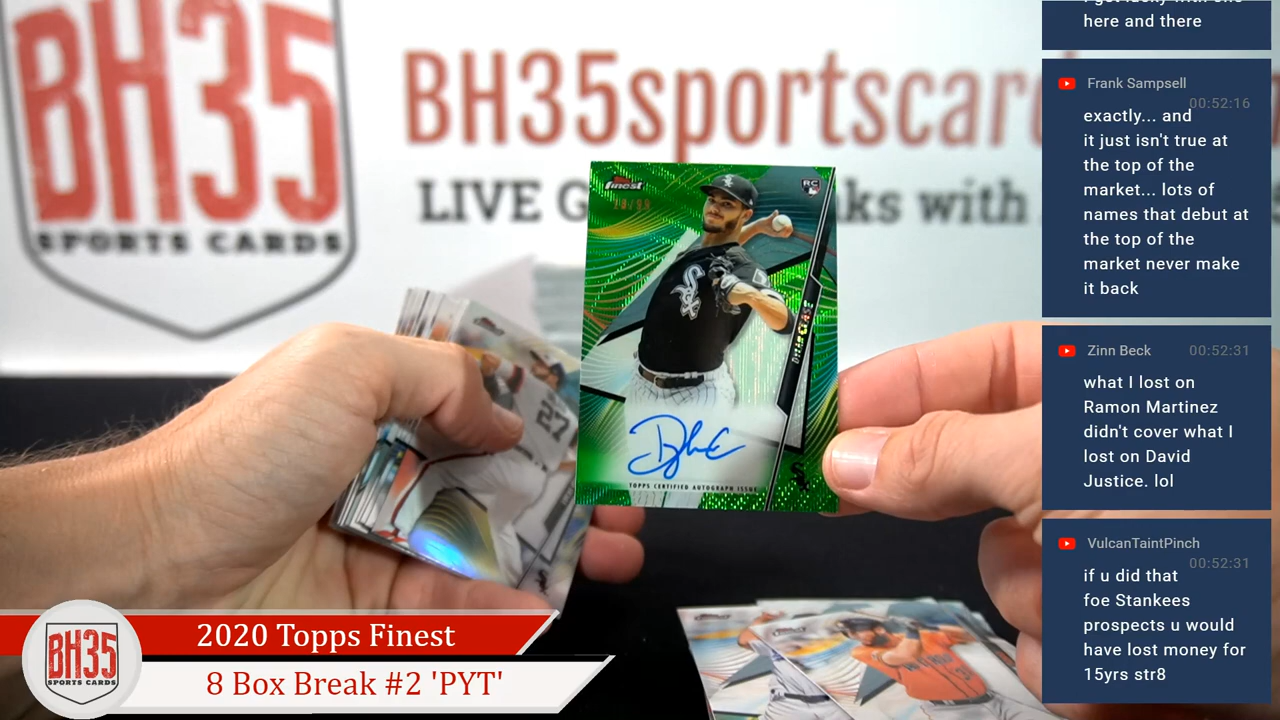 BH35
SPORTS CARDS
BH35sportscar
LIVE G
ks with
Finest
RC
Sox
DYLAN CEASE
TOPPS CERTIFIED AUTOGRAPH ISSUE
27
here and there
Frank Sampsell
00:52:16
exactly... and
it just isn't true at
the top of the
market... lots of
names that debut at
the top of the
market never make
it back
Zinn Beck 00:52:31
what I lost on
Ramon Martinez
didn't cover what I
lost on David
Justice. lol
VulcanTaintPinch
00:52:31
if u did that
foe Stankees
prospects u would
have lost money for
15yrs str8
BH35
SPORTS CARDS
2020 Topps Finest
8 Box Break #2 'PYT'